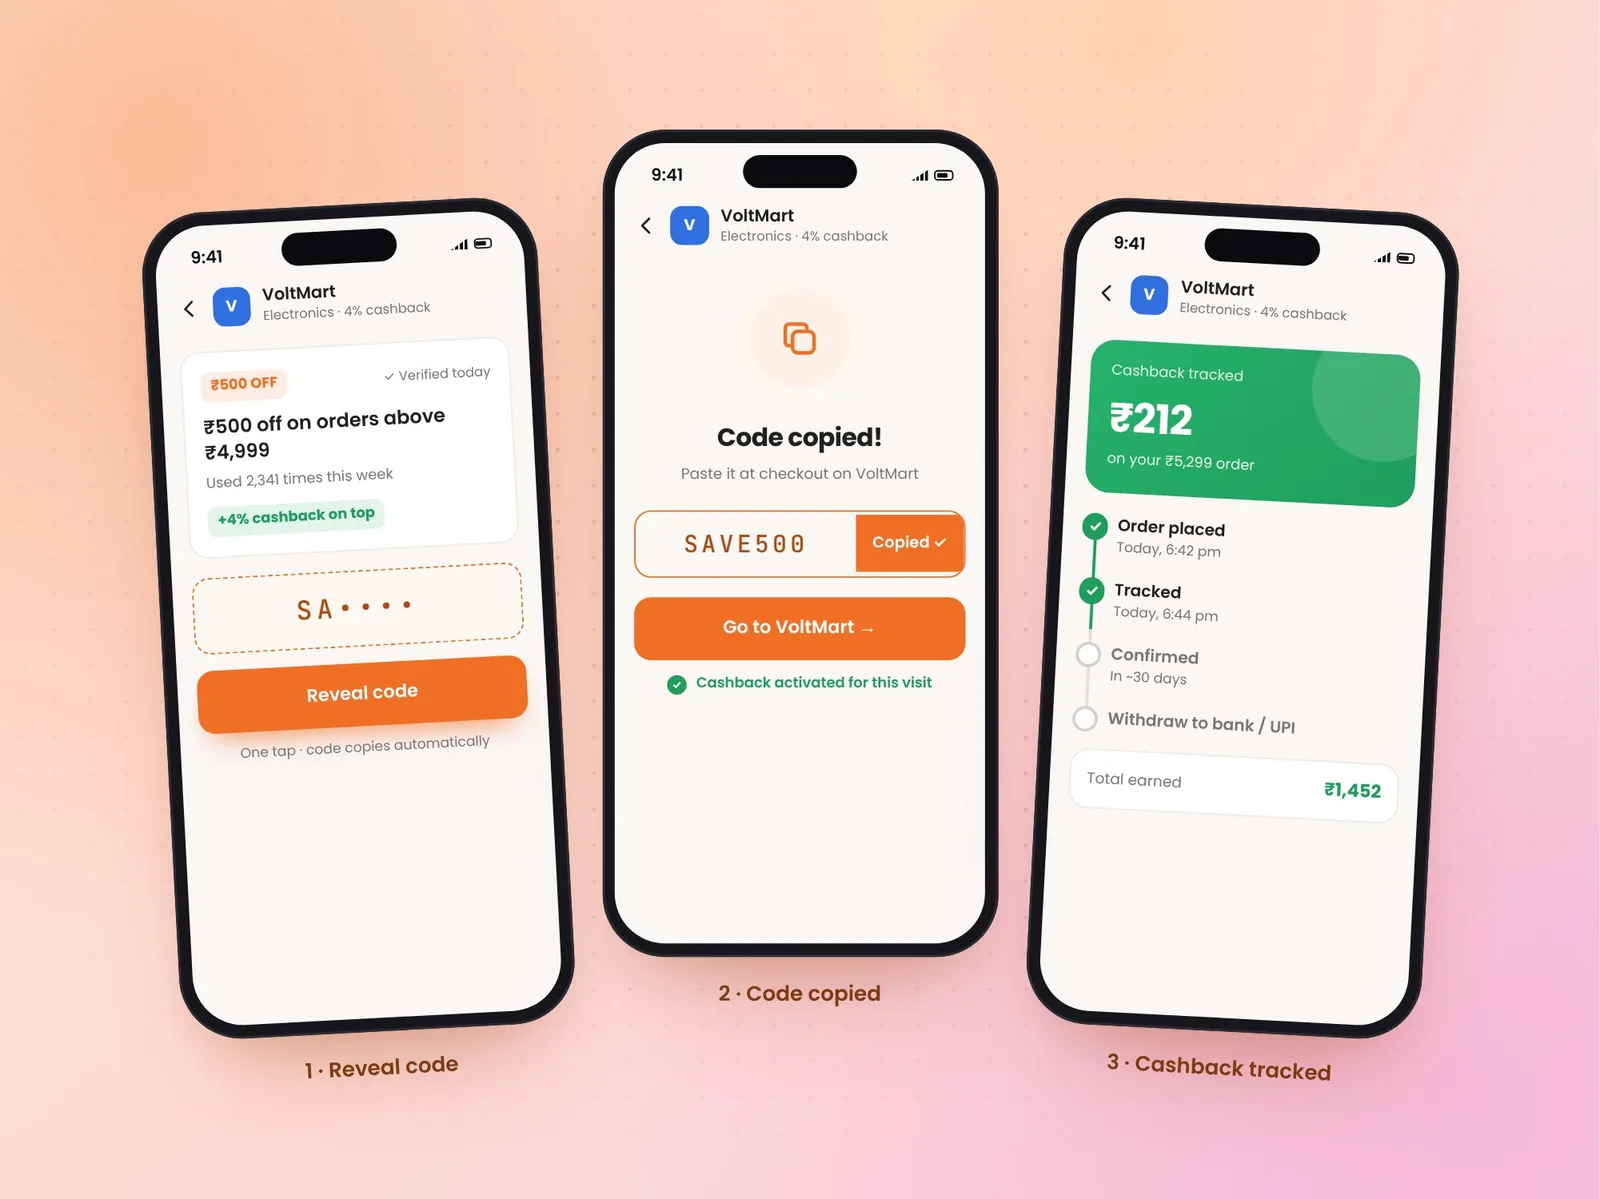 9:41
V
VoltMart
Electronics · 4% cashback
₹500 OFF
✓ Verified today
₹500 off on orders above
₹4,999
Used 2,341 times this week
+4% cashback on top
SA••••
Reveal code
One tap · code copies automatically
1 · Reveal code
9:41
V
VoltMart
Electronics · 4% cashback
Code copied!
Paste it at checkout on VoltMart
SAVE500
Copied ✓
Go to VoltMart →
Cashback activated for this visit
2 · Code copied
9:41
V
VoltMart
Electronics · 4% cashback
Cashback tracked
₹212
on your ₹5,299 order
Order placed
Today, 6:42 pm
Tracked
Today, 6:44 pm
Confirmed
In ~30 days
Withdraw to bank / UPI
Total earned
₹1,452
3 · Cashback tracked